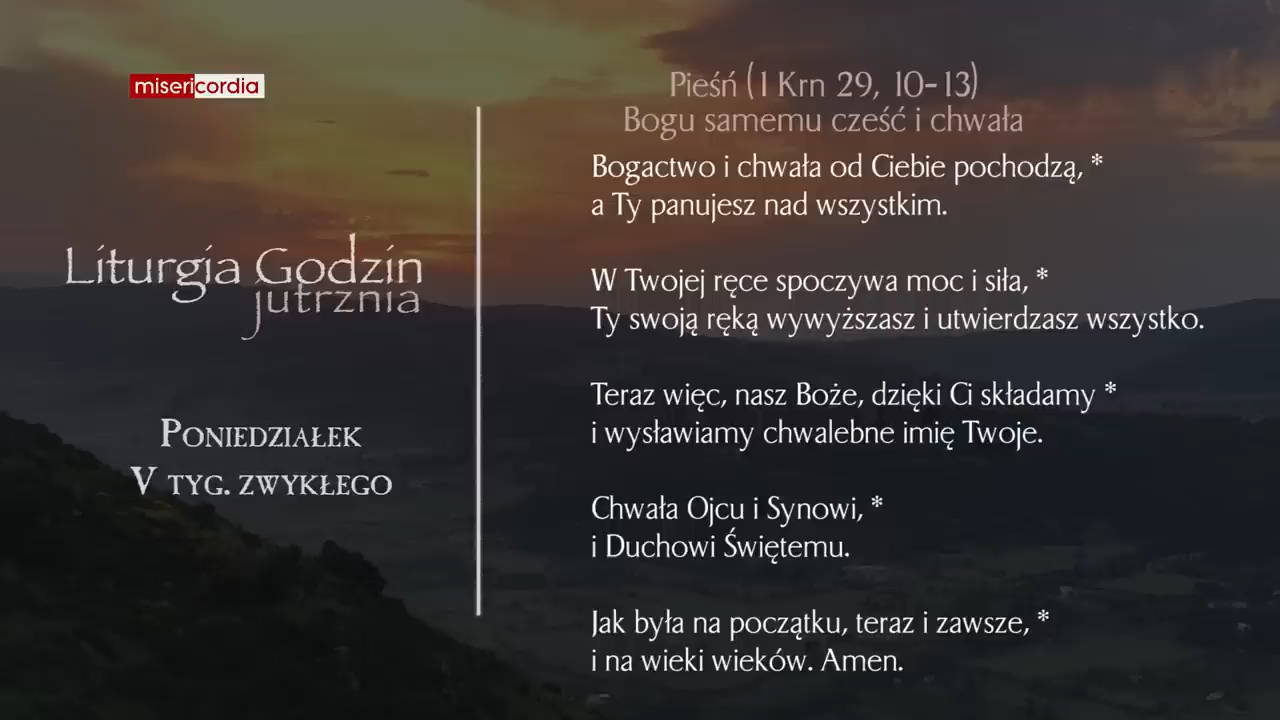 misericordia
Liturgia Godzin
jutrznia
Poniedziałek
V tyg. zwykłego
Pieśń (1 Krn 29, 10-13)
Bogu samemu cześć i chwała
Bogactwo i chwała od Ciebie pochodzą, *
a Ty panujesz nad wszystkim.
W Twojej ręce spoczywa moc i siła, *
Ty swoją ręką wywyższasz i utwierdzasz wszystko.
Teraz więc, nasz Boże, dzięki Ci składamy *
i wysławiamy chwalebne imię Twoje.
Chwała Ojcu i Synowi, *
i Duchowi Świętemu.
Jak była na początku, teraz i zawsze, *
i na wieki wieków. Amen.